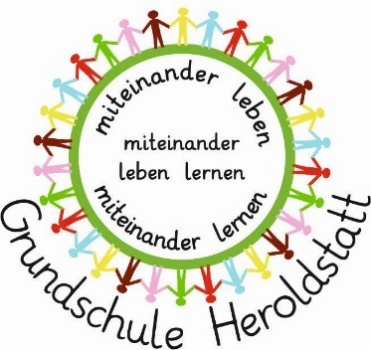 miteinander leben
miteinander
leben lernen
miteinander lernen
Grundschule Heroldstatt